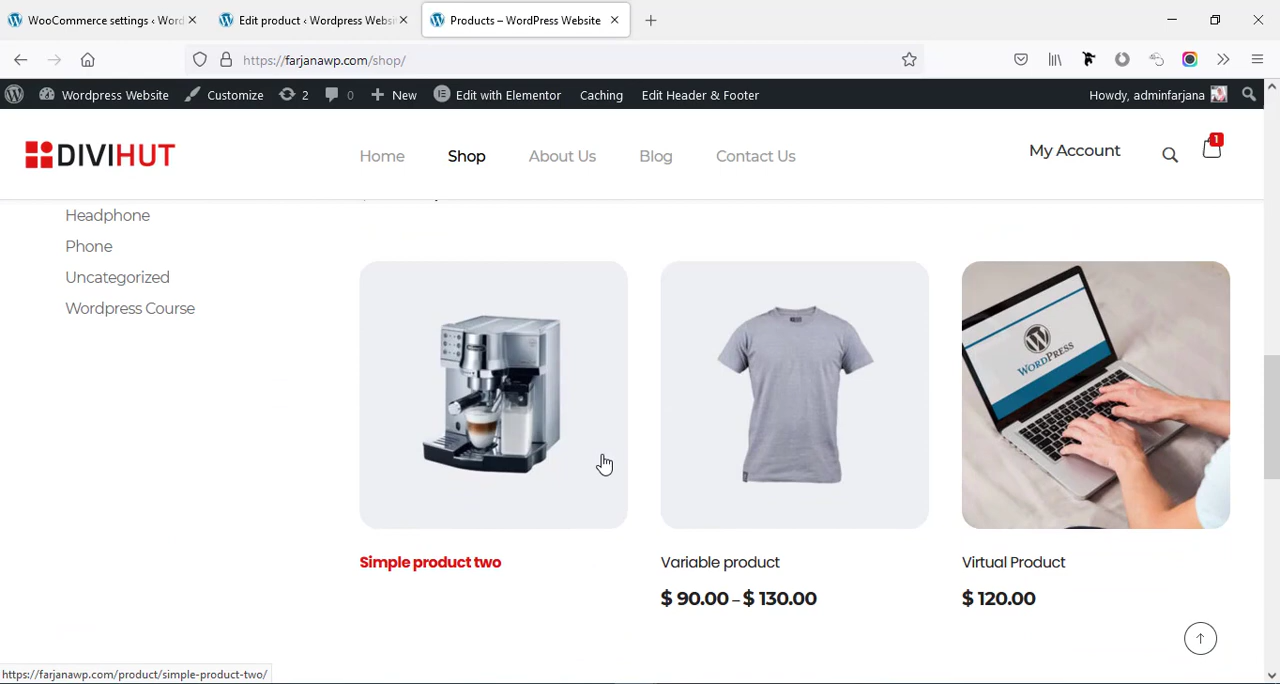 WooCommerce settings ‹ Word
Edit product ‹ Wordpress Websi
Products – WordPress Website
https://farjanawp.com/shop/
Wordpress Website
Customize
2
0
New
Edit with Elementor
Caching
Edit Header & Footer
Howdy, adminfarjana
DIVIHUT
Home
Shop
About Us
Blog
Contact Us
My Account
1
Headphone
Phone
Uncategorized
Wordpress Course
WORDPRESS
Simple product two
Variable product
Virtual Product
$ 90.00 – $ 130.00
$ 120.00
https://farjanawp.com/product/simple-product-two/